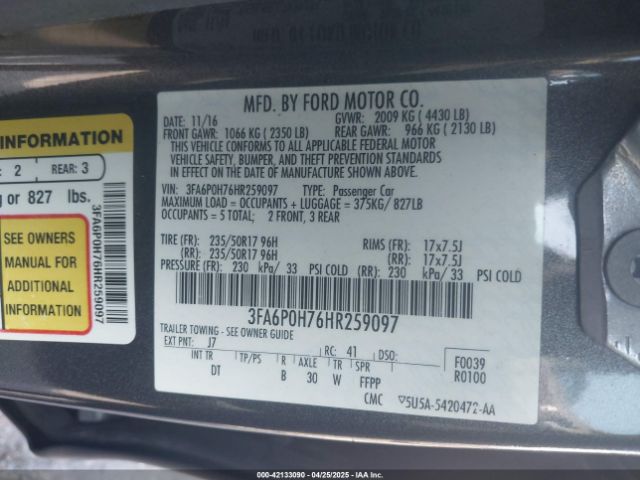 MFD. BY FORD MOTOR CO.
DATE: 11/16 GVWR: 2009 KG ( 4430 LB)
FRONT GAWR: 1066 KG ( 2350 LB) REAR GAWR: 966 KG ( 2130 LB)
THIS VEHICLE CONFORMS TO ALL APPLICABLE FEDERAL MOTOR
VEHICLE SAFETY, BUMPER, AND THEFT PREVENTION STANDARDS
IN EFFECT ON THE DATE OF MANUFACTURE SHOWN ABOVE.
VIN: 3FA6P0H76HR259097 TYPE: Passenger Car
MAXIMUM LOAD = OCCUPANTS + LUGGAGE = 375KG/ 827LB
OCCUPANTS = 5 TOTAL; 2 FRONT, 3 REAR
TIRE (FR): 235/50R17 96H RIMS (FR): 17x7.5J
(RR): 235/50R17 96H (RR): 17x7.5J
PRESSURE (FR): 230 kPa/ 33 PSI COLD (RR): 230 kPa/ 33 PSI COLD
3FA6P0H76HR259097
TRAILER TOWING - SEE OWNER GUIDE
EXT PNT: J7 RC: 41 DSO: F0039
INT TR TP/PS R AXLE TR SPR R0100
DT B 30 W FFPP
CMC ▽5U5A-5420472-AA
INFORMATION
: 2 REAR: 3
g or 827 lbs.
SEE OWNERS
MANUAL FOR
ADDITIONAL
INFORMATION
3FA6P0H76HR259097
000-42133090 04/25/2025 IAAI.COM